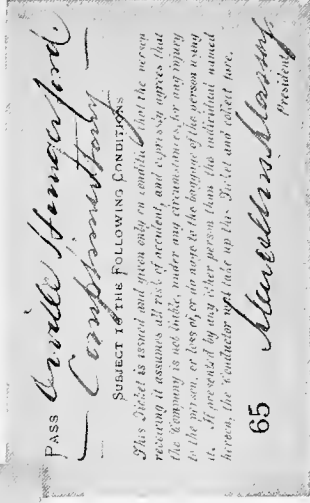 PASS Orville Hungerford
Complimentary
SUBJECT TO THE FOLLOWING CONDITIONS
This Ticket is issued and given only on condition that the person
receiving it assumes all risk of accident, and expressly agrees that
the Company is not liable, under any circumstances, for any injury
to the person, or loss of, or damage to the baggage of the person using
it. If presented by any other person than the individual named
hereon, the Conductor will take up this Ticket and collect fare.
65
President